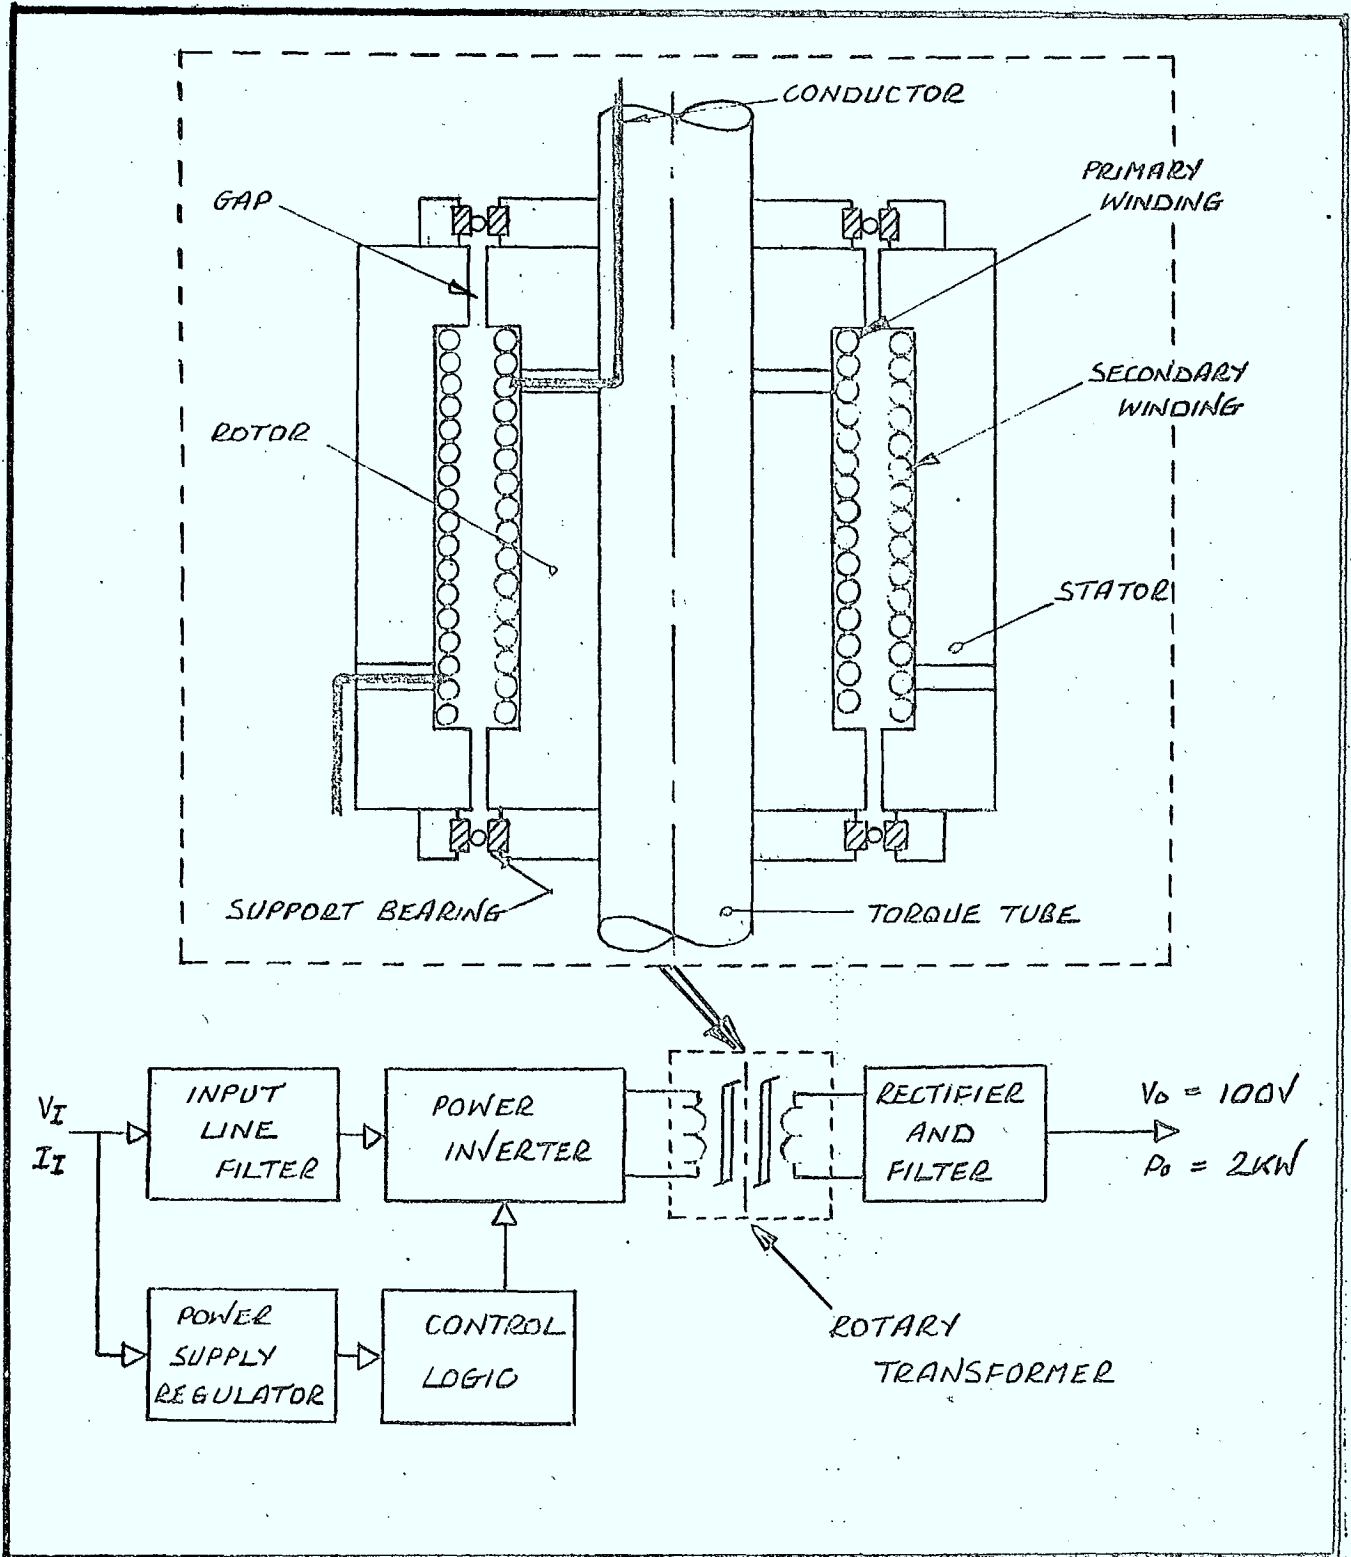 CONDUCTOR
PRIMARY
WINDING
GAP
SECONDARY
WINDING
ROTOR
STATOR
SUPPORT BEARING
TORQUE TUBE
VI
II
INPUT
LINE
FILTER
POWER
INVERTER
RECTIFIER
AND
FILTER
Vo = 100V
Po = 2KW
POWER
SUPPLY
REGULATOR
CONTROL
LOGIC
ROTARY
TRANSFORMER